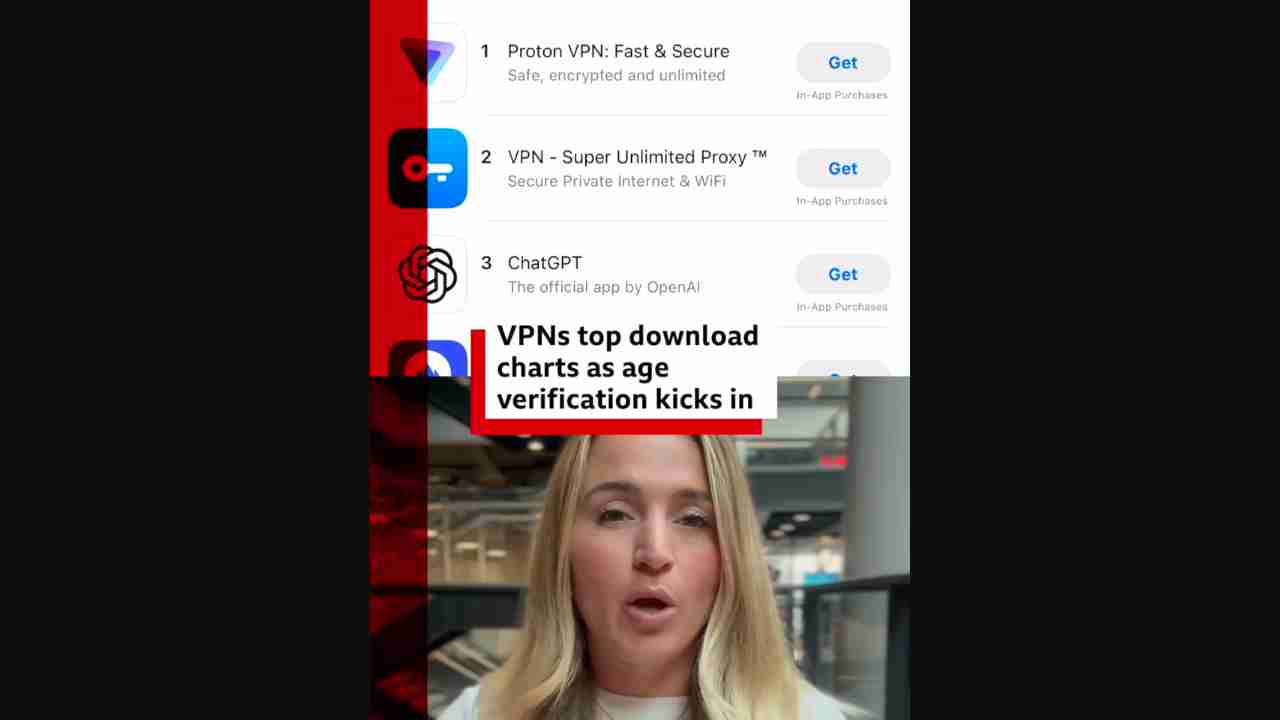 1 Proton VPN: Fast & Secure
Safe, encrypted and unlimited
Get
In-App Purchases
2 VPN - Super Unlimited Proxy ™
Secure Private Internet & WiFi
Get
In-App Purchases
3 ChatGPT
The official app by OpenAI
Get
In-App Purchases
VPNs top download
charts as age
verification kicks in